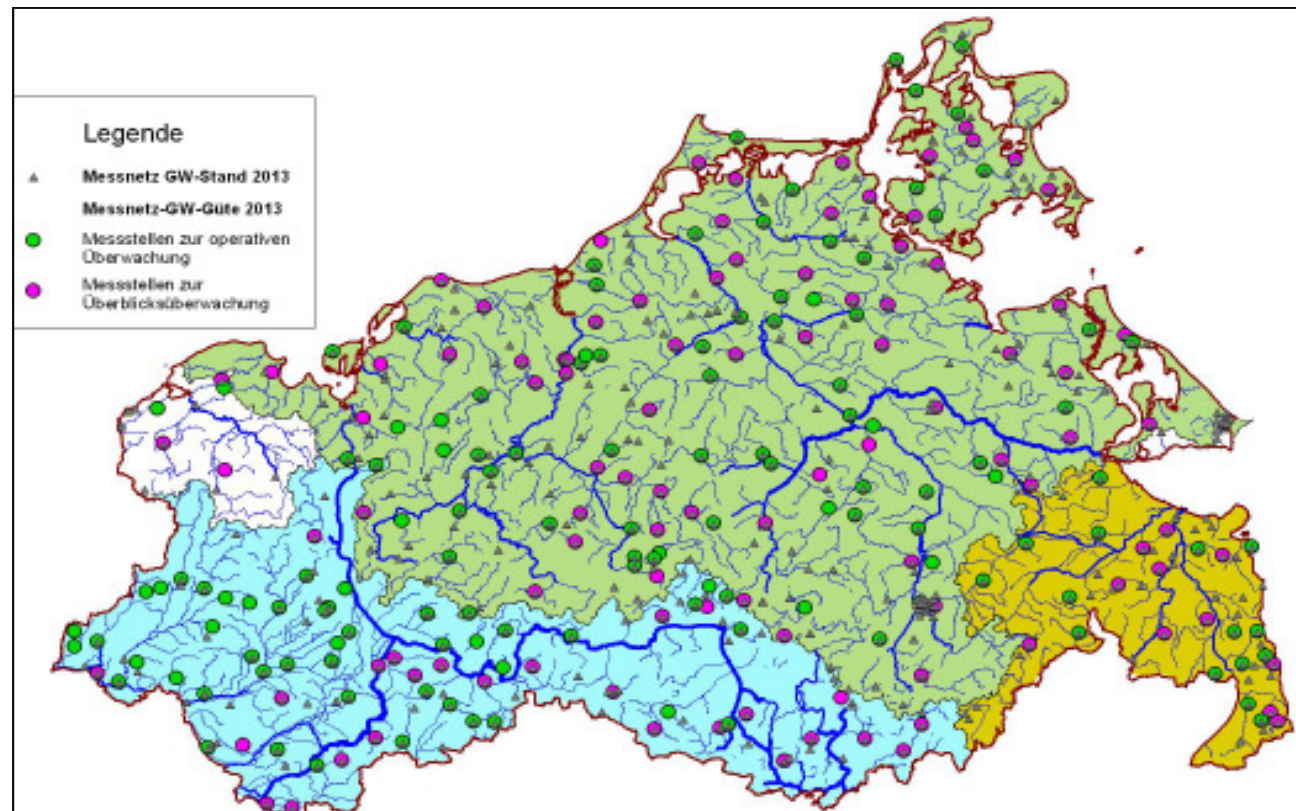 Legende
Messnetz GW-Stand 2013
Messnetz-GW-Güte 2013
Messstellen zur operativen
Überwachung
Messstellen zur
Überblicksüberwachung